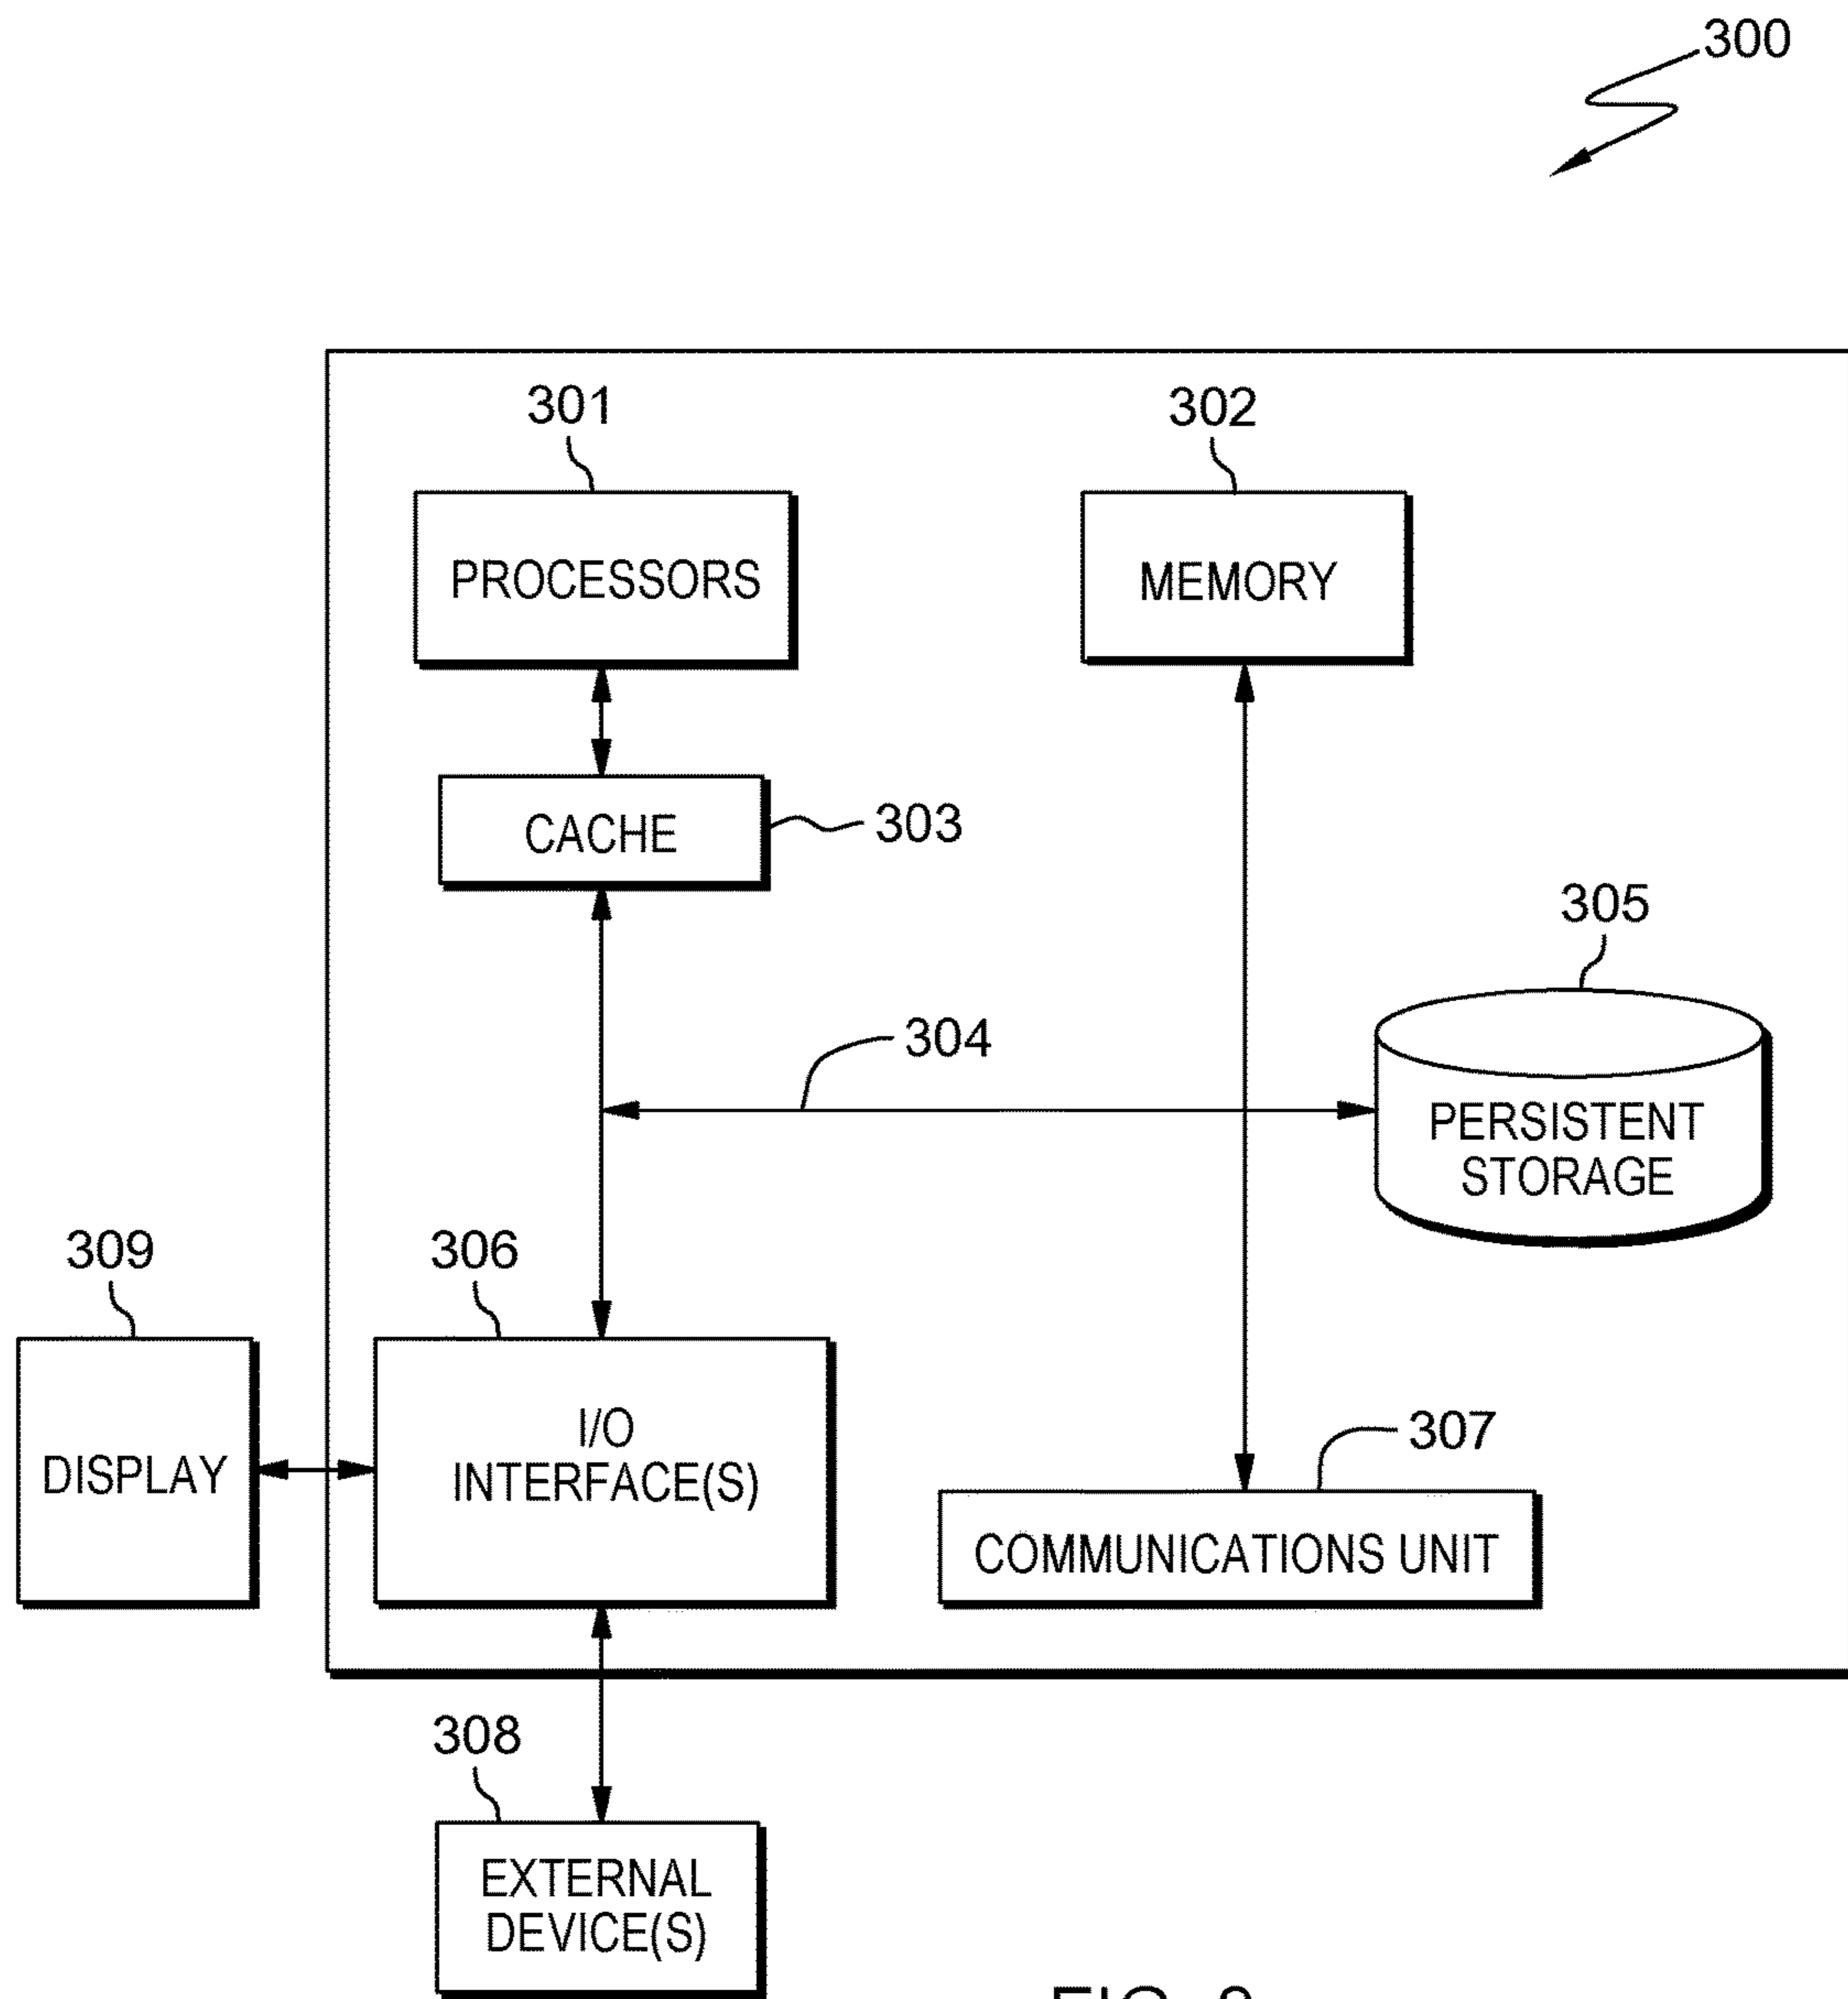 300
301
302
PROCESSORS
MEMORY
CACHE
303
305
304
PERSISTENT
STORAGE
309
306
I/O
INTERFACE(S)
DISPLAY
307
COMMUNICATIONS UNIT
308
EXTERNAL
DEVICE(S)
FIG.